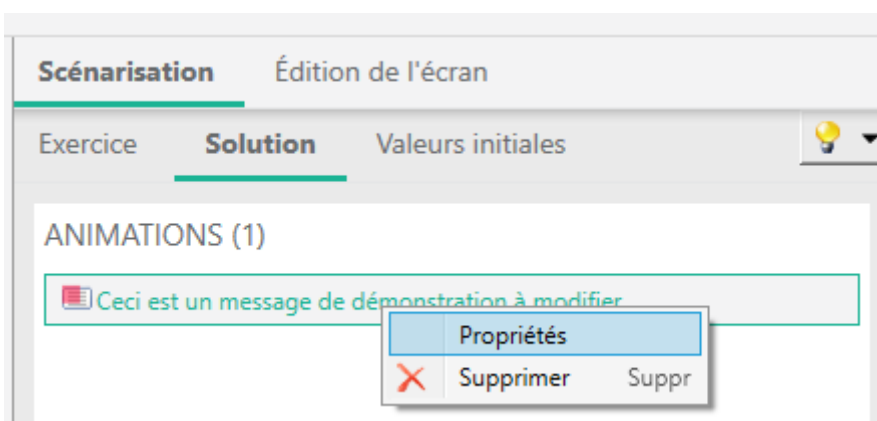 Scénarisation Édition de l'écran
Exercice Solution Valeurs initiales
ANIMATIONS (1)
Ceci est un message de démonstration à modifier
Propriétés
Supprimer Suppr